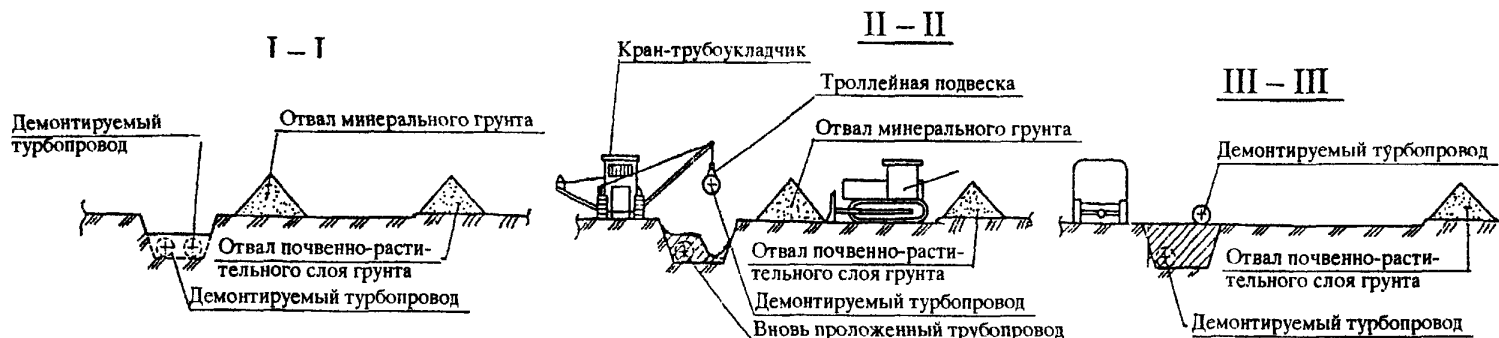 I – I
Демонтируемый
турбопровод
Отвал минерального грунта
Отвал почвенно-расти-
тельного слоя грунта
Демонтируемый турбопровод
II – II
Кран-трубоукладчик
Троллейная подвеска
Отвал минерального грунта
Отвал почвенно-расти-
тельного слоя грунта
Демонтируемый турбопровод
Вновь проложенный трубопровод
III – III
Демонтируемый турбопровод
Отвал почвенно-расти-
тельного слоя грунта
Демонтируемый турбопровод